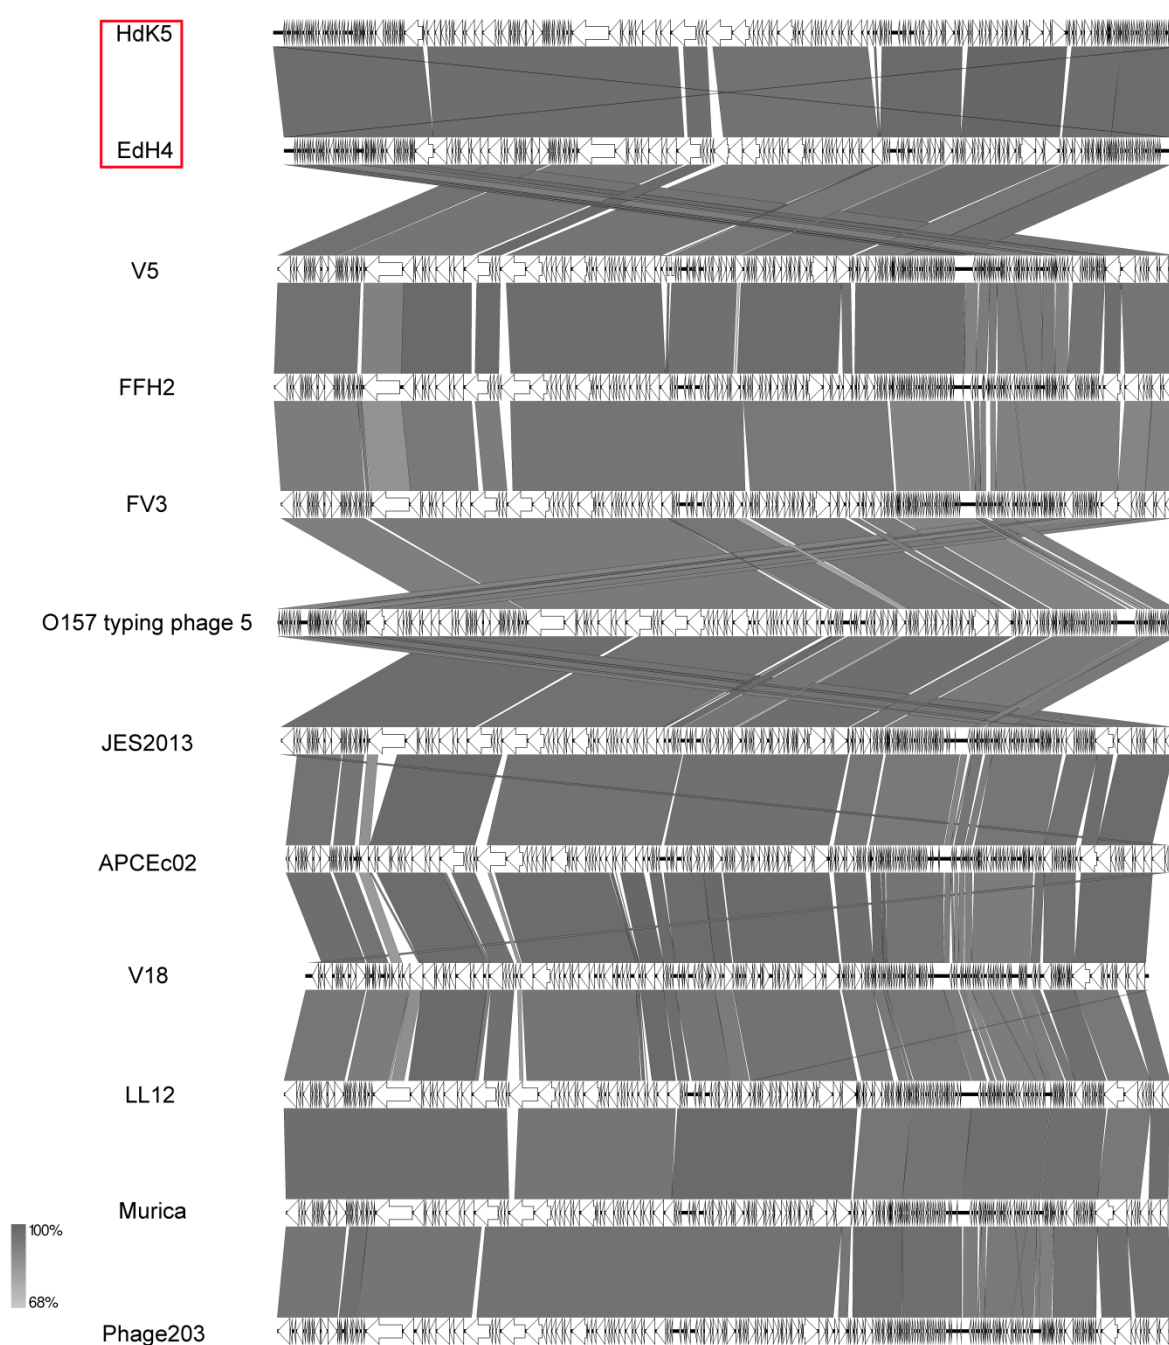 HdK5
EdH4
V5
FFH2
FV3
O157 typing phage 5
JES2013
APCEc02
V18
LL12
Murica
100%
68%
Phage203